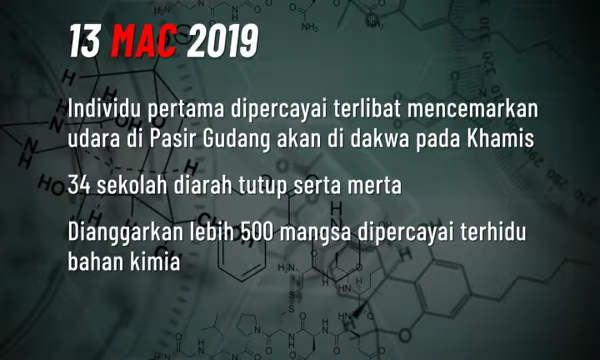 13 MAC 2019
Individu pertama dipercayai terlibat mencemarkan
udara di Pasir Gudang akan di dakwa pada Khamis
34 sekolah diarah tutup serta merta
Dianggarkan lebih 500 mangsa dipercayai terhidu
bahan kimia